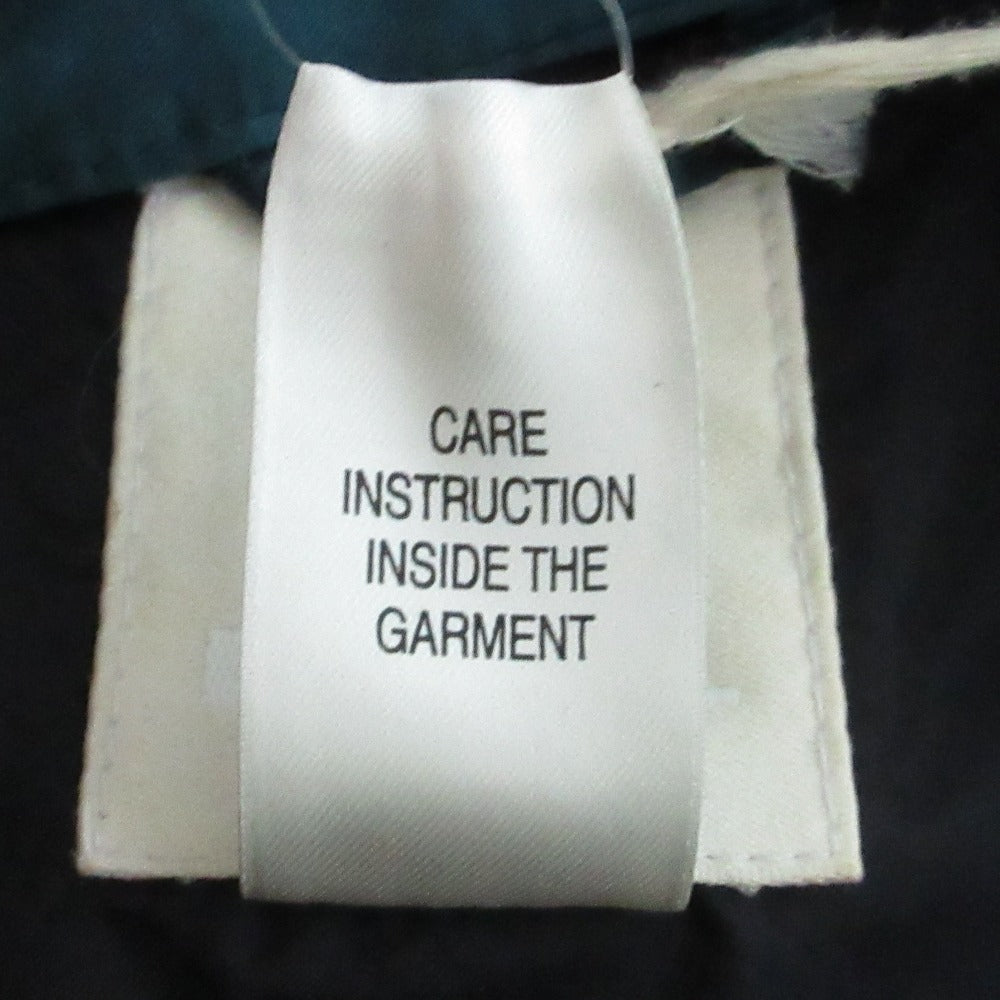 CARE
INSTRUCTION
INSIDE THE
GARMENT